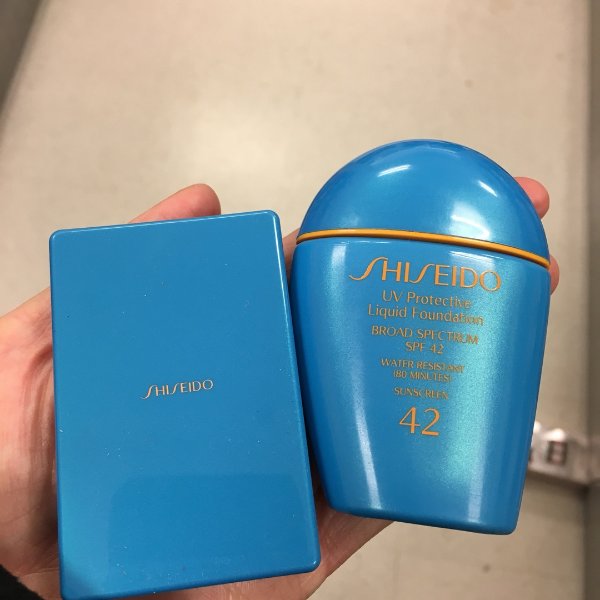 SHISEIDO
SHISEIDO
UV Protective
Liquid Foundation
BROAD SPECTRUM
SPF 42
WATER RESISTANT
(80 MINUTES)
SUNSCREEN
42